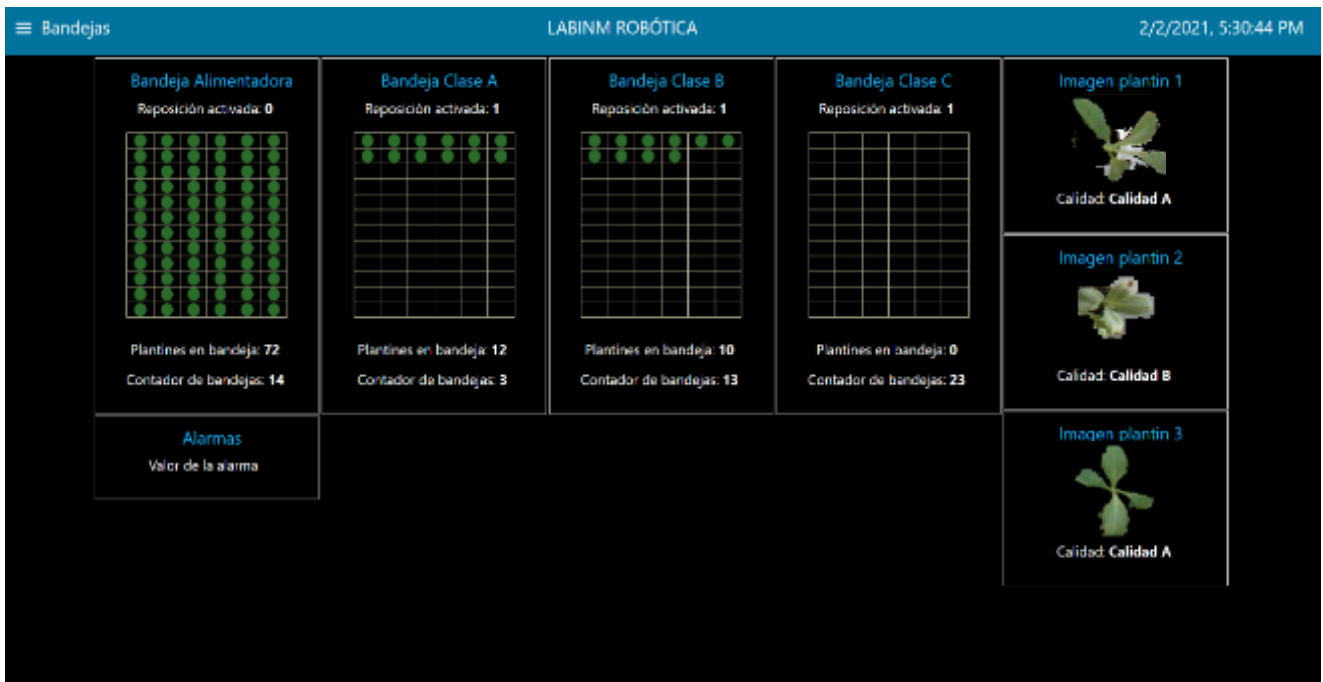 ≡ Bandejas
LABINM ROBÓTICA
2/2/2021, 5:30:44 PM
Bandeja Alimentadora
Reposición activada: 0
Plantines en bandeja: 72
Contador de bandejas: 14
Bandeja Clase A
Reposición activada: 1
Plantines en bandeja: 12
Contador de bandejas: 3
Bandeja Clase B
Reposición activada: 1
Plantines en bandeja: 10
Contador de bandejas: 13
Bandeja Clase C
Reposición activada: 1
Plantines en bandeja: 0
Contador de bandejas: 23
Imagen plantin 1
Calidad: Calidad A
Imagen plantin 2
Calidad: Calidad B
Imagen plantin 3
Calidad: Calidad A
Alarmas
Valor de la alarma